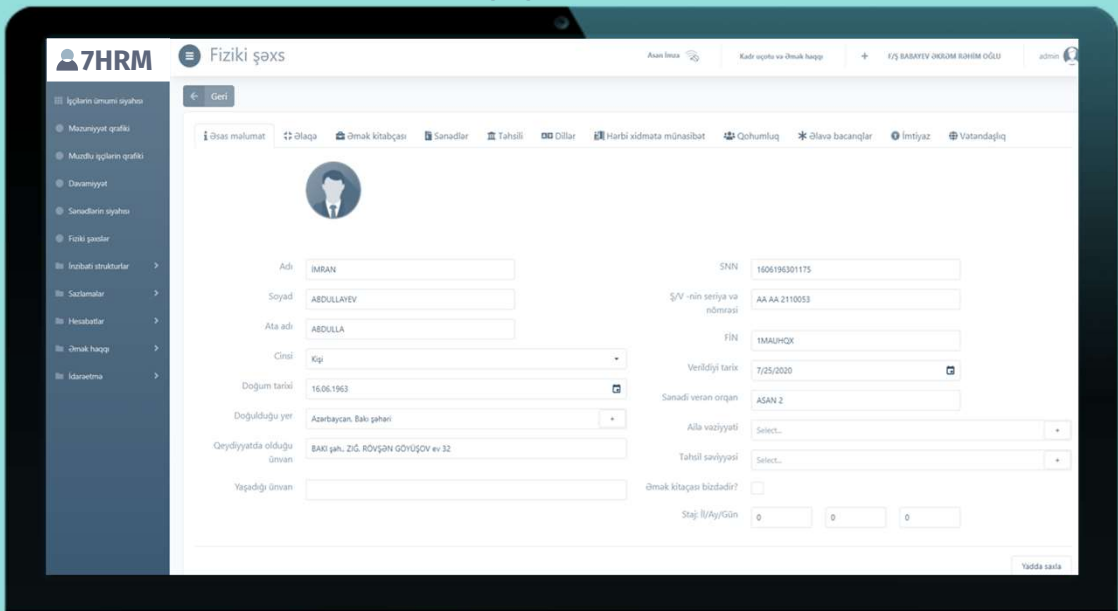 7HRM
Fiziki şəxs
Asan İmza
Kadr uçotu və Əmək haqqı
+
F/Ş BABAYEV ƏKRƏM RƏHİM OĞLU
admin
Geri
İşçilərin ümumi siyahısı
Məzuniyyət qrafiki
Muzdlu işçilərin qrafiki
Davamiyyət
Sənədlərin siyahısı
Fiziki şəxslər
İnzibati strukturlar
Sazlamalar
Hesabatlar
Əmək haqqı
İdarəetmə
Əsas məlumat
Əlaqə
Əmək kitabçası
Sənədlər
Təhsili
Dillər
Hərbi xidmətə münasibət
Qohumluq
Əlavə bacarıqlar
İmtiyaz
Vətəndaşlıq
Adı
İMRAN
Soyad
ABDULLAYEV
Ata adı
ABDULLA
Cinsi
Kişi
Doğum tarixi
16.06.1963
Doğulduğu yer
Azərbaycan, Bakı şəhəri
Qeydiyyatda olduğu
ünvan
BAKI şəh., ZIĞ, RÖVŞƏN GÖYÜŞOV ev 32
Yaşadığı ünvan
SNN
1606196301175
Ş/V -nin seriya və
nömrəsi
AA AA 2110053
FİN
1MAUHQX
Verildiyi tarix
7/25/2020
Sənədi verən orqan
ASAN 2
Ailə vəziyyəti
Select...
Təhsil səviyyəsi
Select...
Əmək kitaçası bizdədir?
Staj: İl/Ay/Gün
0
0
0
Yadda saxla